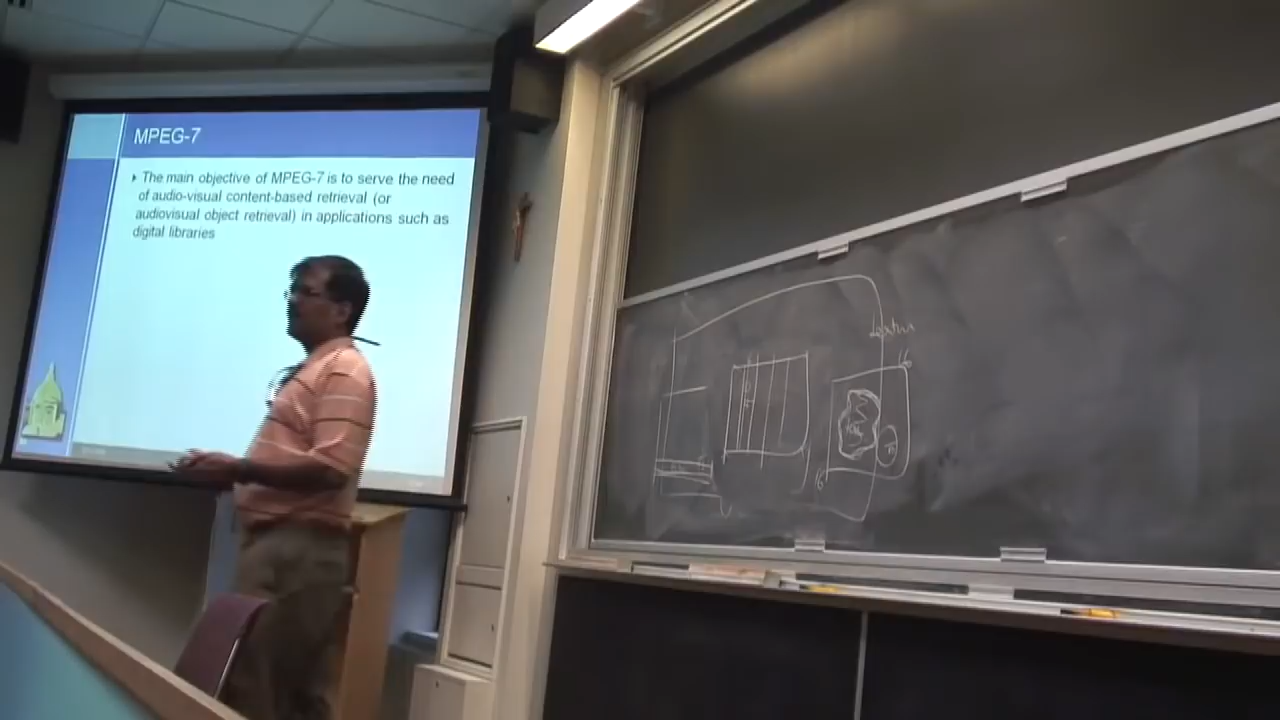 MPEG-7
The main objective of MPEG-7 is to serve the need
of audio-visual content-based retrieval (or
audiovisual object retrieval) in applications such as
digital libraries
16